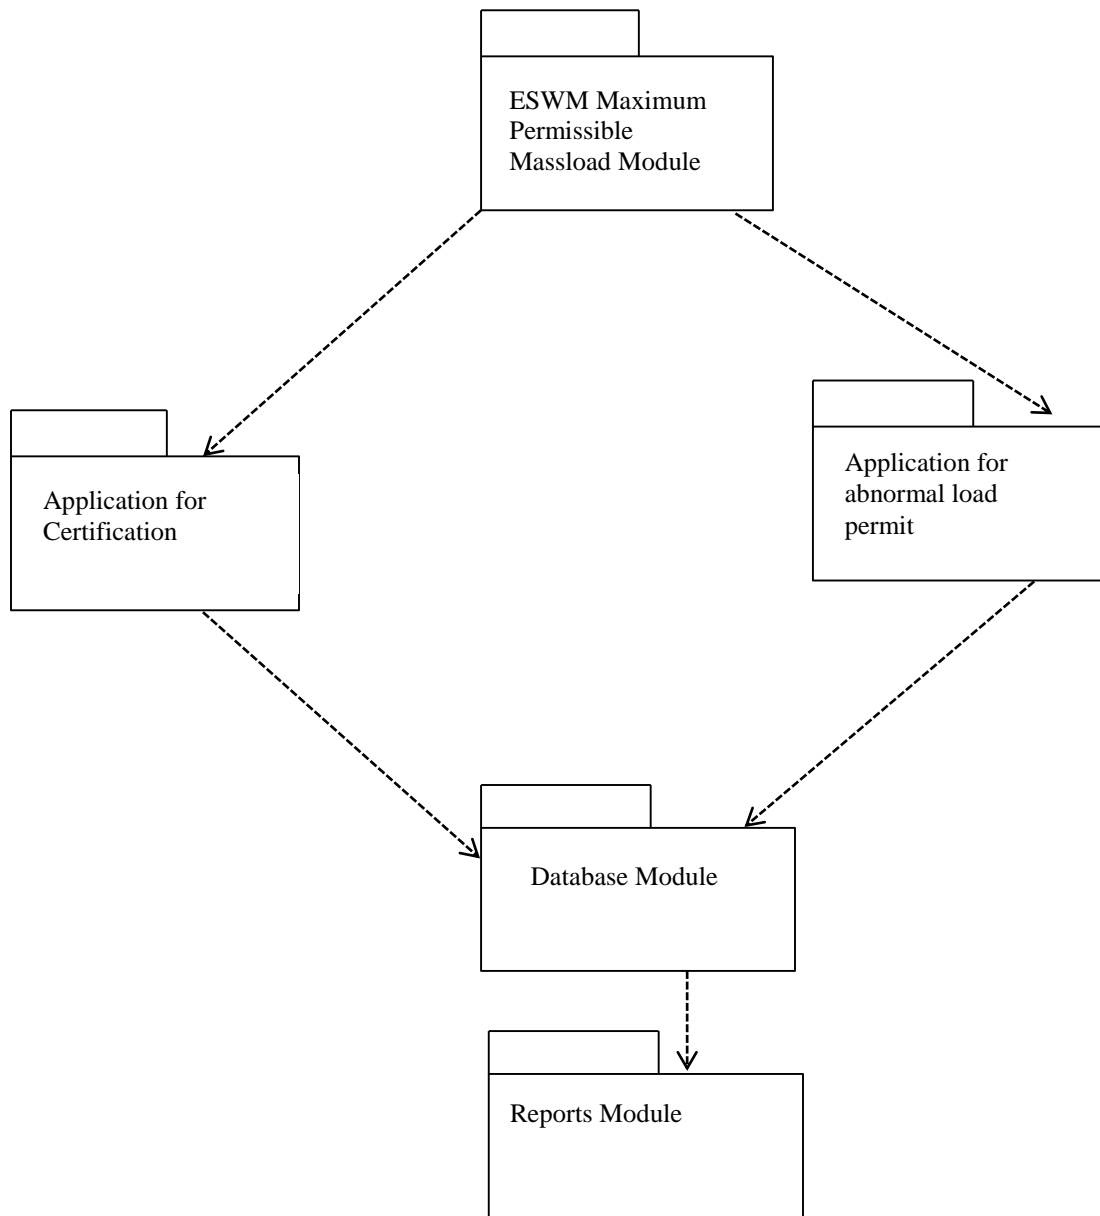 ESWM Maximum
Permissible
Massload Module
Application for
Certification
Application for
abnormal load
permit
Database Module
Reports Module